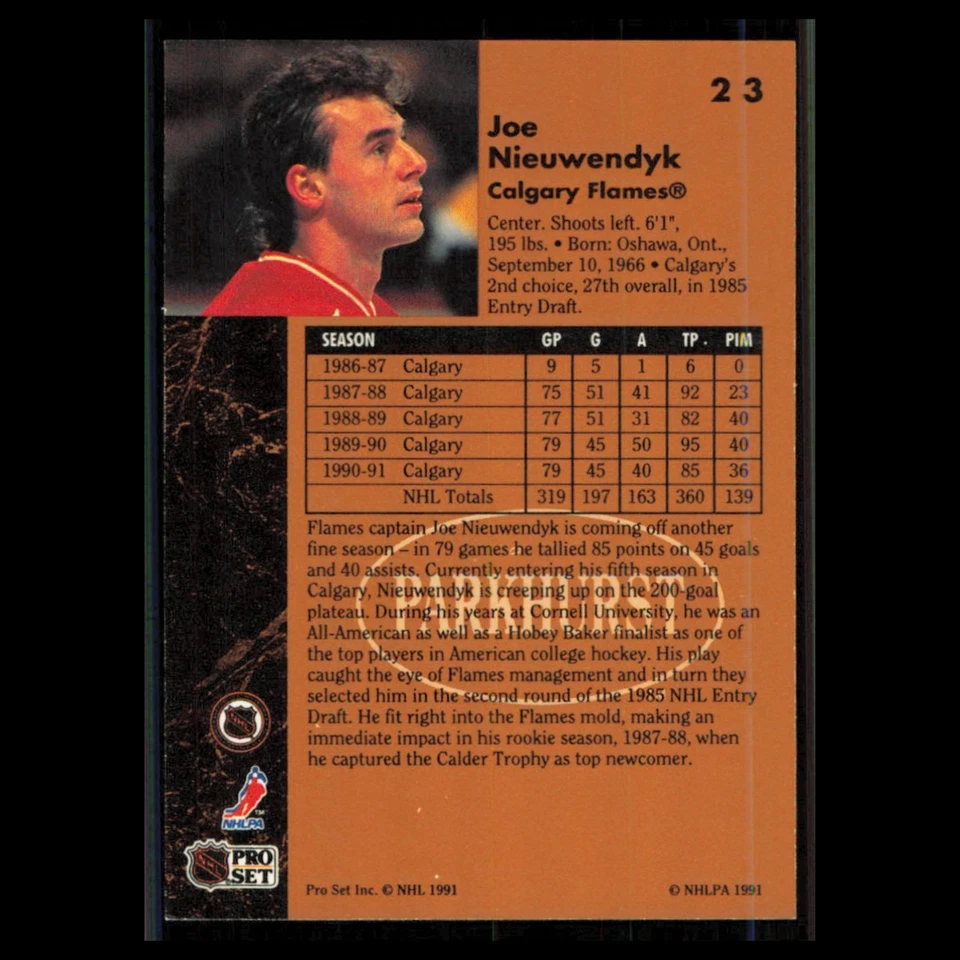 23
Joe
Nieuwendyk
Calgary Flames®
Center. Shoots left. 6'1",
195 lbs. • Born: Oshawa, Ont.,
September 10, 1966 • Calgary's
2nd choice, 27th overall, in 1985
Entry Draft.
SEASON GP G A TP. PIM
1986-87 Calgary 9 5 1 6 0
1987-88 Calgary 75 51 41 92 23
1988-89 Calgary 77 51 31 82 40
1989-90 Calgary 79 45 50 95 40
1990-91 Calgary 79 45 40 85 36
NHL Totals 319 197 163 360 139
Flames captain Joe Nieuwendyk is coming off another
fine season – in 79 games he tallied 85 points on 45 goals
and 40 assists. Currently entering his fifth season in
Calgary, Nieuwendyk is creeping up on the 200-goal
plateau. During his years at Cornell University, he was an
All-American as well as a Hobey Baker finalist as one of
the top players in American college hockey. His play
caught the eye of Flames management and in turn they
selected him in the second round of the 1985 NHL Entry
Draft. He fit right into the Flames mold, making an
immediate impact in his rookie season, 1987-88, when
he captured the Calder Trophy as top newcomer.
PARKHURST
NHL
NHLPA™
NHL PRO
SET
Pro Set Inc. © NHL 1991 © NHLPA 1991